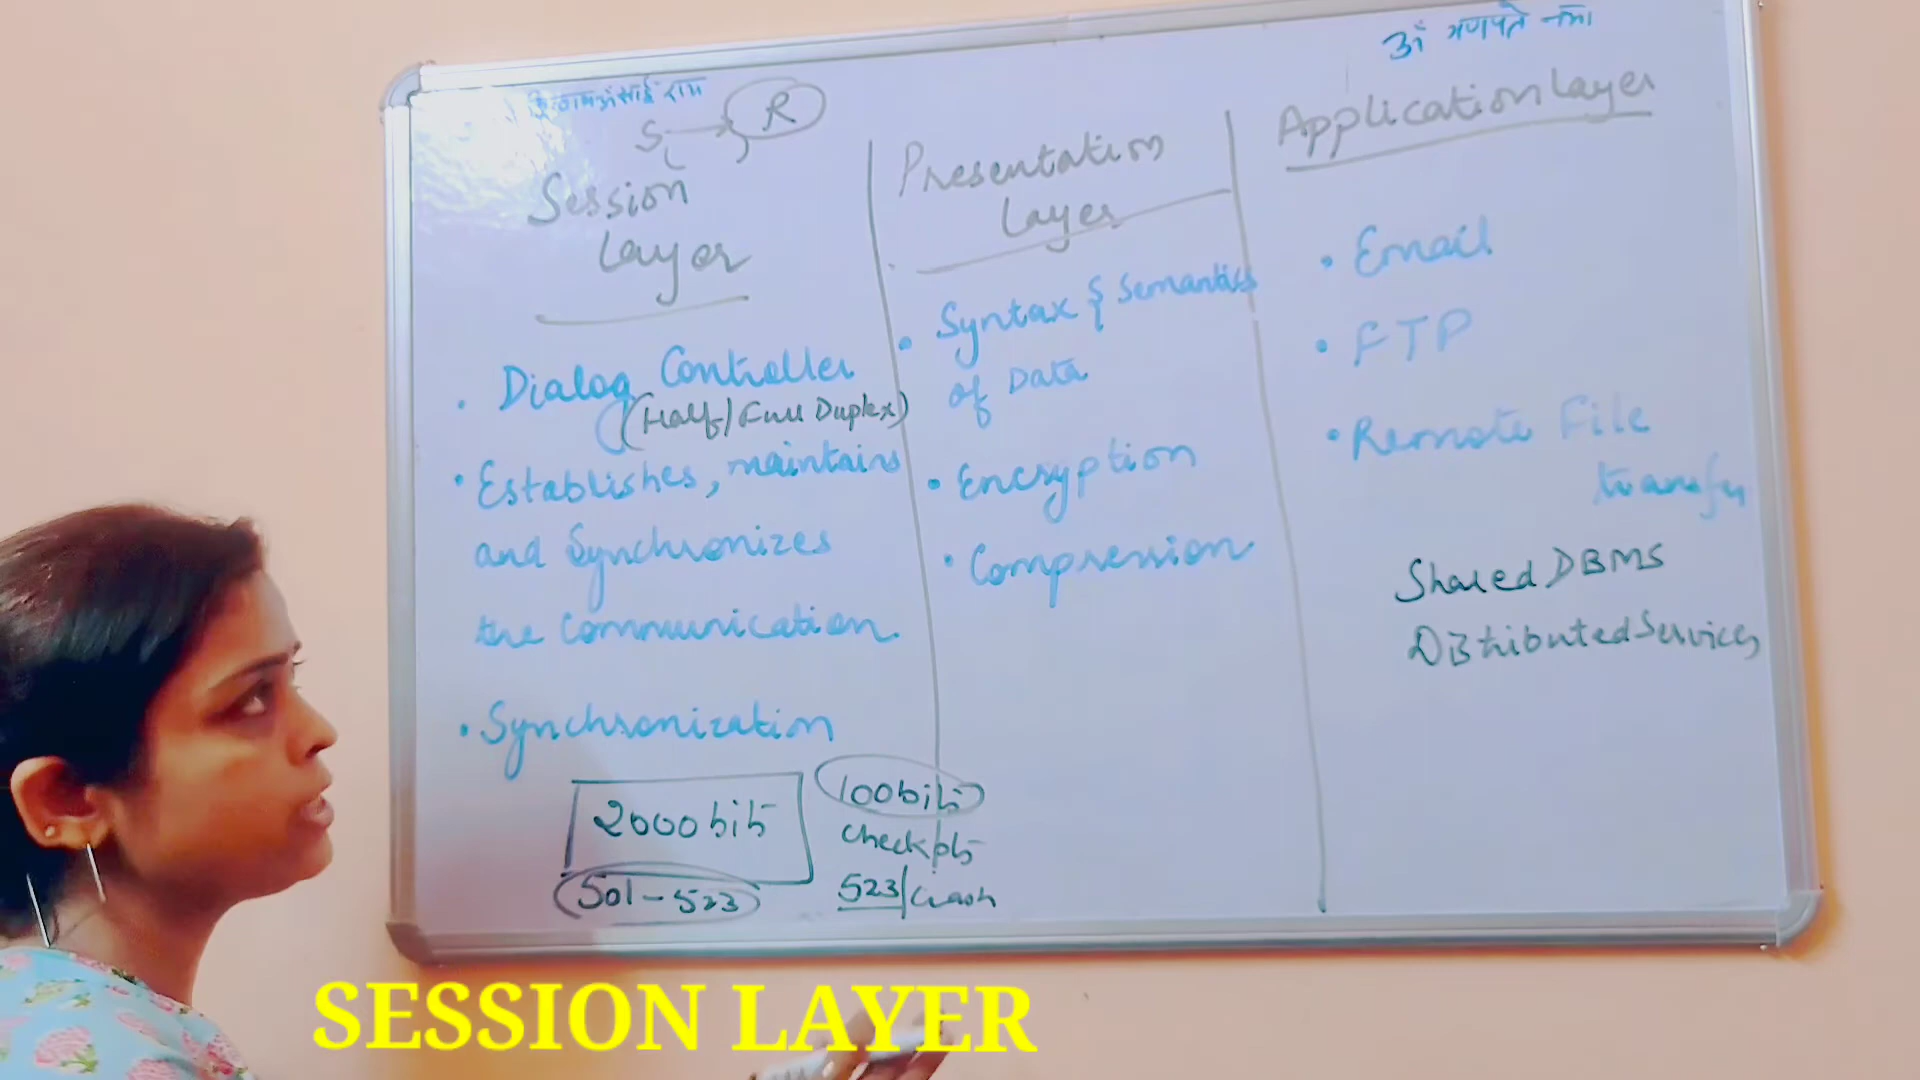 ॐ गणपते नमः
साई राम
S → R
Session
Layer
• Dialog Controller
(Half/Full Duplex)
• Establishes, maintains
and Synchronizes
the Communication.
• Synchronization
2000 bits
501 - 523
100 bits
check pts
523/crash
Presentation
Layer
• Syntax & Semantics
of Data
• Encryption
• Compression
Application Layer
• Email
• FTP
• Remote File
transfer
Shared DBMS
Distributed Services
SESSION LAYER